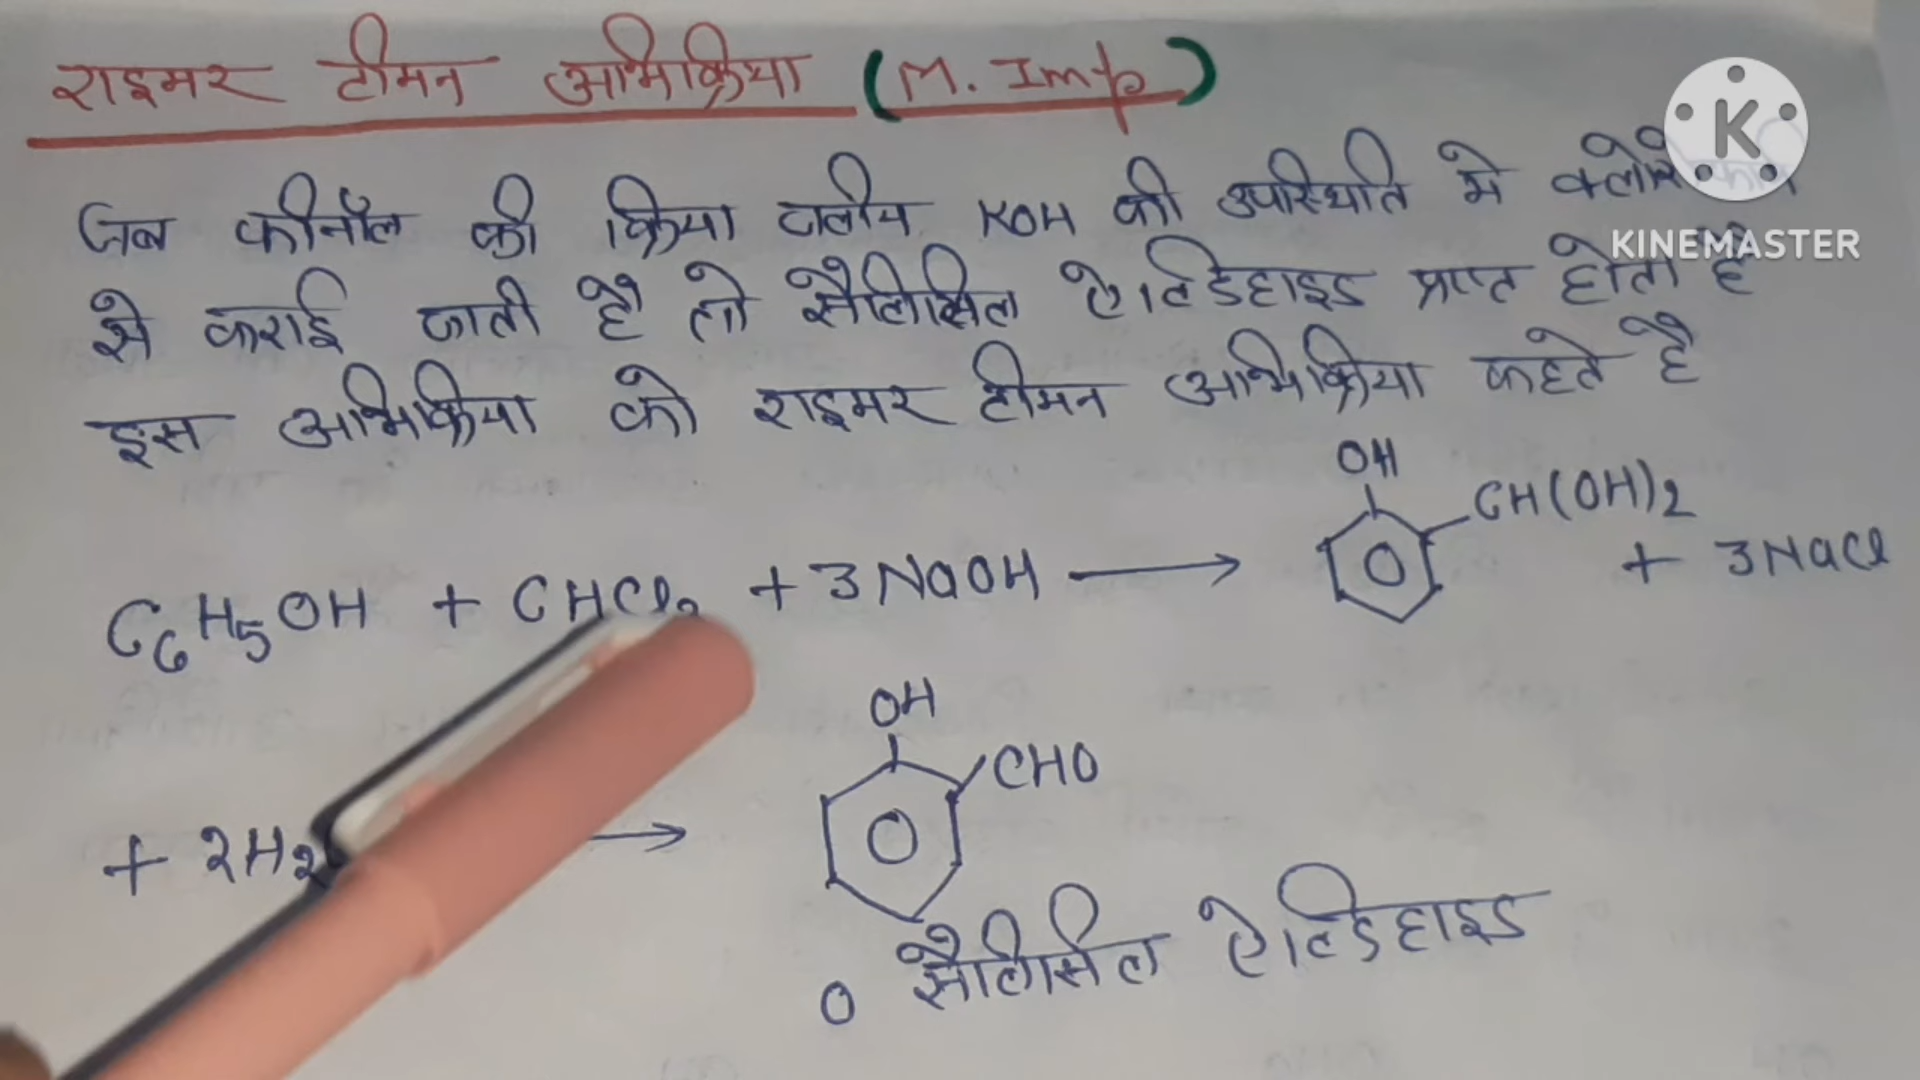 राइमर टीमन अभिक्रिया (M. Imp)
जब फीनॉल की क्रिया जलीय KOH की उपस्थिति मे
से कराई जाती है तो सैलिसिल ऐल्डिहाइड प्राप्त होता है
इस अभिक्रिया को राइमर टीमन अभिक्रिया कहते है
K
KINEMASTER
OH
CH(OH)2
C6H5OH + CHCl3 + 3NaOH → + 3NaCl
OH
CHO
+ 2H2 →
O सैलिसिल ऐल्डिहाइड